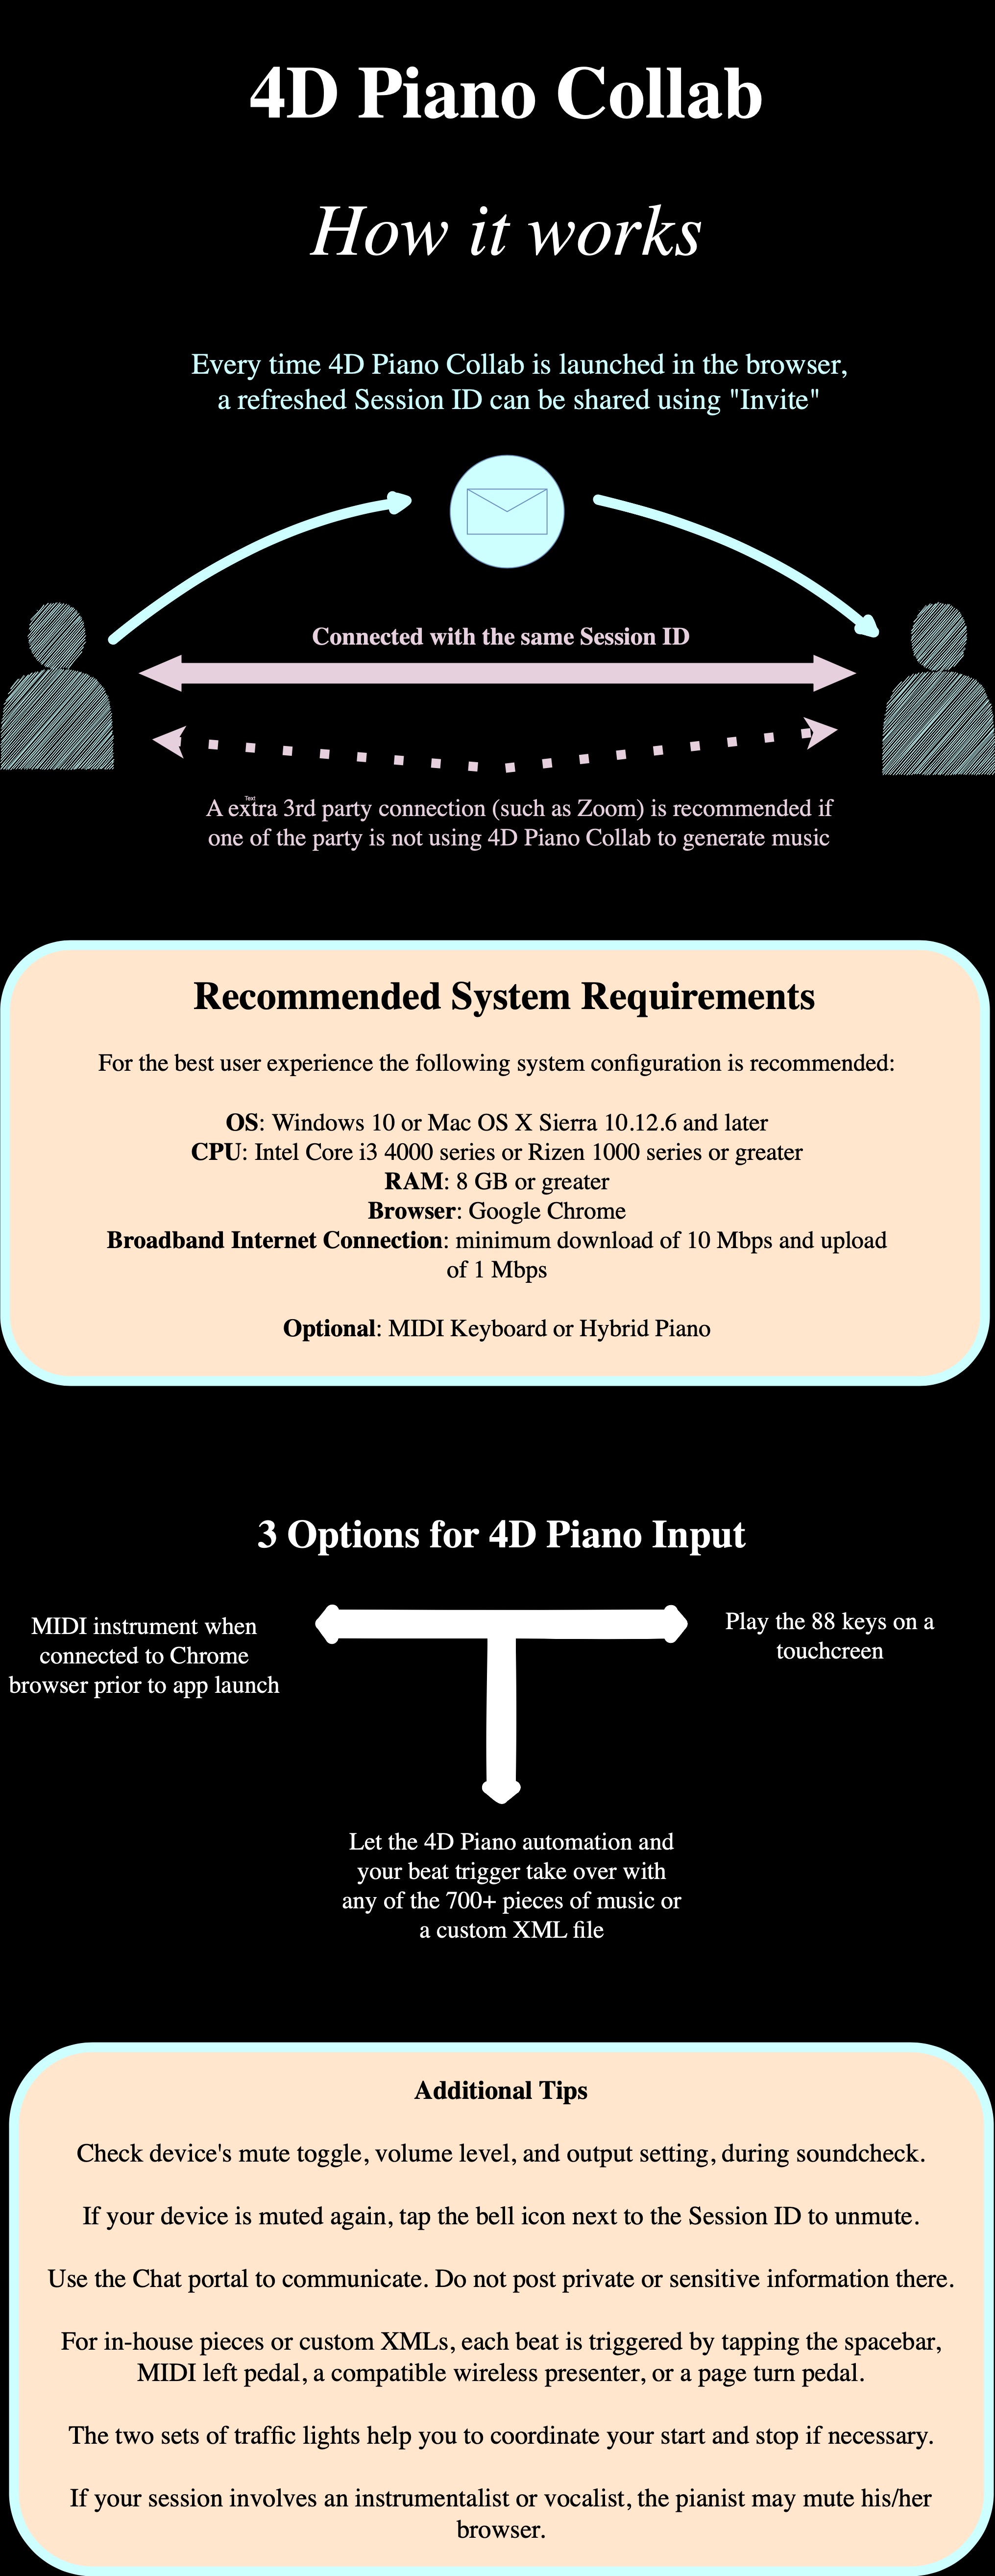 4D Piano Collab
How it works
Every time 4D Piano Collab is launched in the browser,
a refreshed Session ID can be shared using "Invite"
Connected with the same Session ID
Text
A extra 3rd party connection (such as Zoom) is recommended if
one of the party is not using 4D Piano Collab to generate music
Recommended System Requirements
For the best user experience the following system configuration is recommended:
OS: Windows 10 or Mac OS X Sierra 10.12.6 and later
CPU: Intel Core i3 4000 series or Rizen 1000 series or greater
RAM: 8 GB or greater
Browser: Google Chrome
Broadband Internet Connection: minimum download of 10 Mbps and upload
of 1 Mbps
Optional: MIDI Keyboard or Hybrid Piano
3 Options for 4D Piano Input
MIDI instrument when
connected to Chrome
browser prior to app launch
Play the 88 keys on a
touchcreen
Let the 4D Piano automation and
your beat trigger take over with
any of the 700+ pieces of music or
a custom XML file
Additional Tips
Check device's mute toggle, volume level, and output setting, during soundcheck.
If your device is muted again, tap the bell icon next to the Session ID to unmute.
Use the Chat portal to communicate. Do not post private or sensitive information there.
For in-house pieces or custom XMLs, each beat is triggered by tapping the spacebar,
MIDI left pedal, a compatible wireless presenter, or a page turn pedal.
The two sets of traffic lights help you to coordinate your start and stop if necessary.
If your session involves an instrumentalist or vocalist, the pianist may mute his/her
browser.